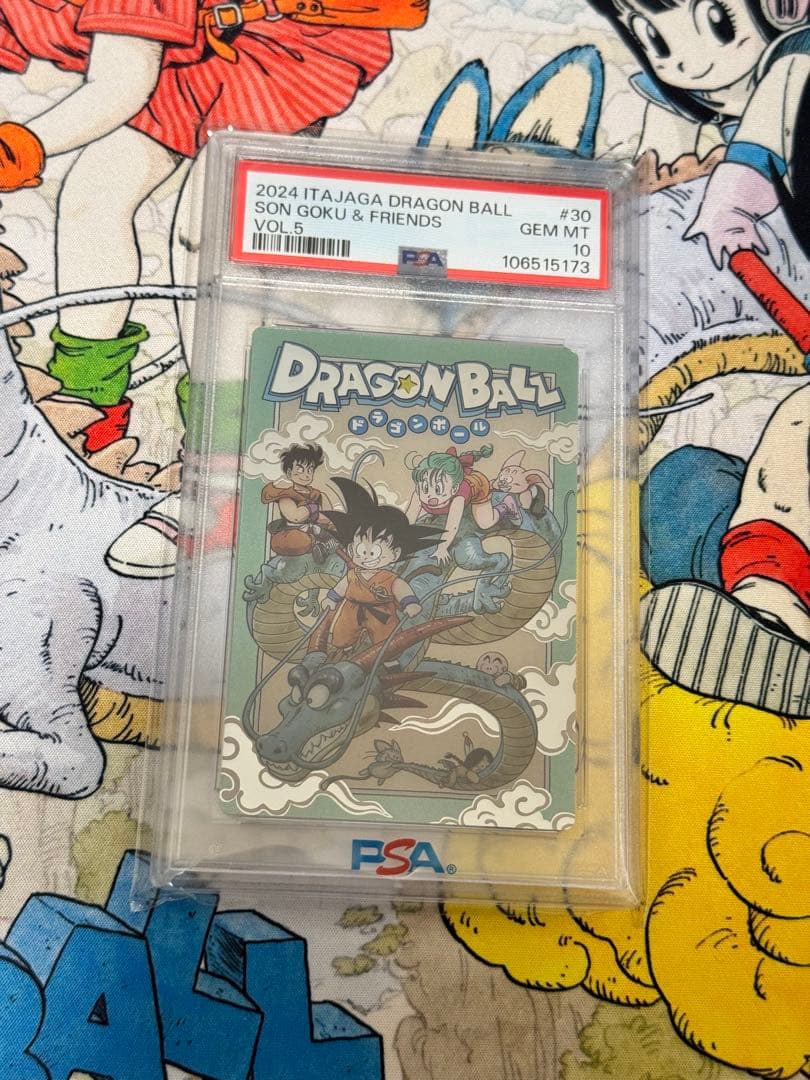 2024 ITAJAGA DRAGON BALL #30
SON GOKU & FRIENDS GEM MT
VOL.5 10
PSA 106515173
DRAGON BALL
ドラゴンボール
PSA®
BALL